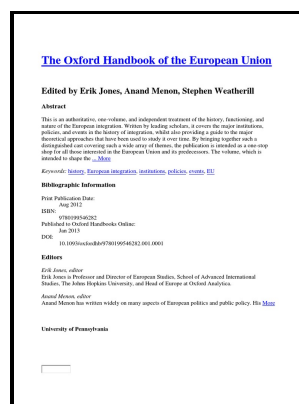 The Oxford Handbook of the European Union
Edited by Erik Jones, Anand Menon, Stephen Weatherill
Abstract
This is an authoritative, one-volume, and independent treatment of the history, functioning, and
nature of the European Integration. Written by leading scholars, it covers the major institutions,
policies, and events in the history of integration, whilst also providing a guide to the major
theoretical approaches that have been used to study it over time. By bringing together such a
distinguished cast covering such a wide array of themes, the publication is intended as a one-stop
shop for all those interested in the European Union and its predecessors. The volume, which is
intended to shape the ... More
Keywords: history, European integration, institutions, policies, events, EU
Bibliographic Information
Print Publication Date:
Aug 2012
ISBN:
9780199546282
Published to Oxford Handbooks Online:
Jan 2013
DOI:
10.1093/oxfordhb/9780199546282.001.0001
Editors
Erik Jones, editor
Erik Jones is Professor and Director of European Studies, School of Advanced International
Studies, The Johns Hopkins University, and Head of Europe at Oxford Analytica.
Anand Menon, editor
Anand Menon has written widely on many aspects of European politics and public policy. His More
University of Pennsylvania